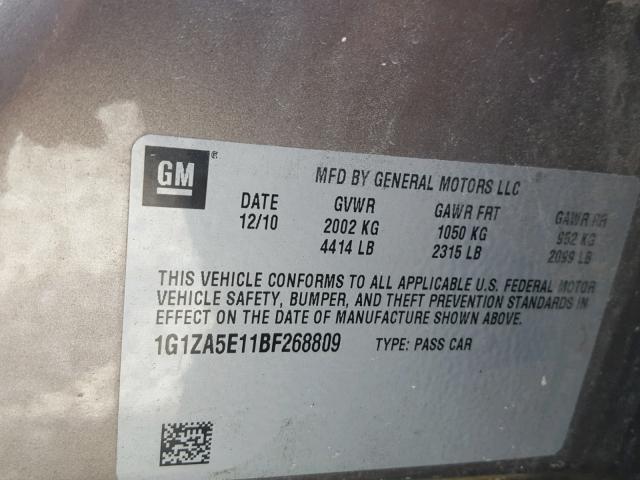 GM ®
MFD BY GENERAL MOTORS LLC
DATE GVWR GAWR FRT GAWR RR
12/10 2002 KG 1050 KG 952 KG
4414 LB 2315 LB 2099 LB
THIS VEHICLE CONFORMS TO ALL APPLICABLE U.S. FEDERAL MOTOR
VEHICLE SAFETY, BUMPER, AND THEFT PREVENTION STANDARDS IN
EFFECT ON THE DATE OF MANUFACTURE SHOWN ABOVE.
1G1ZA5E11BF268809 TYPE: PASS CAR